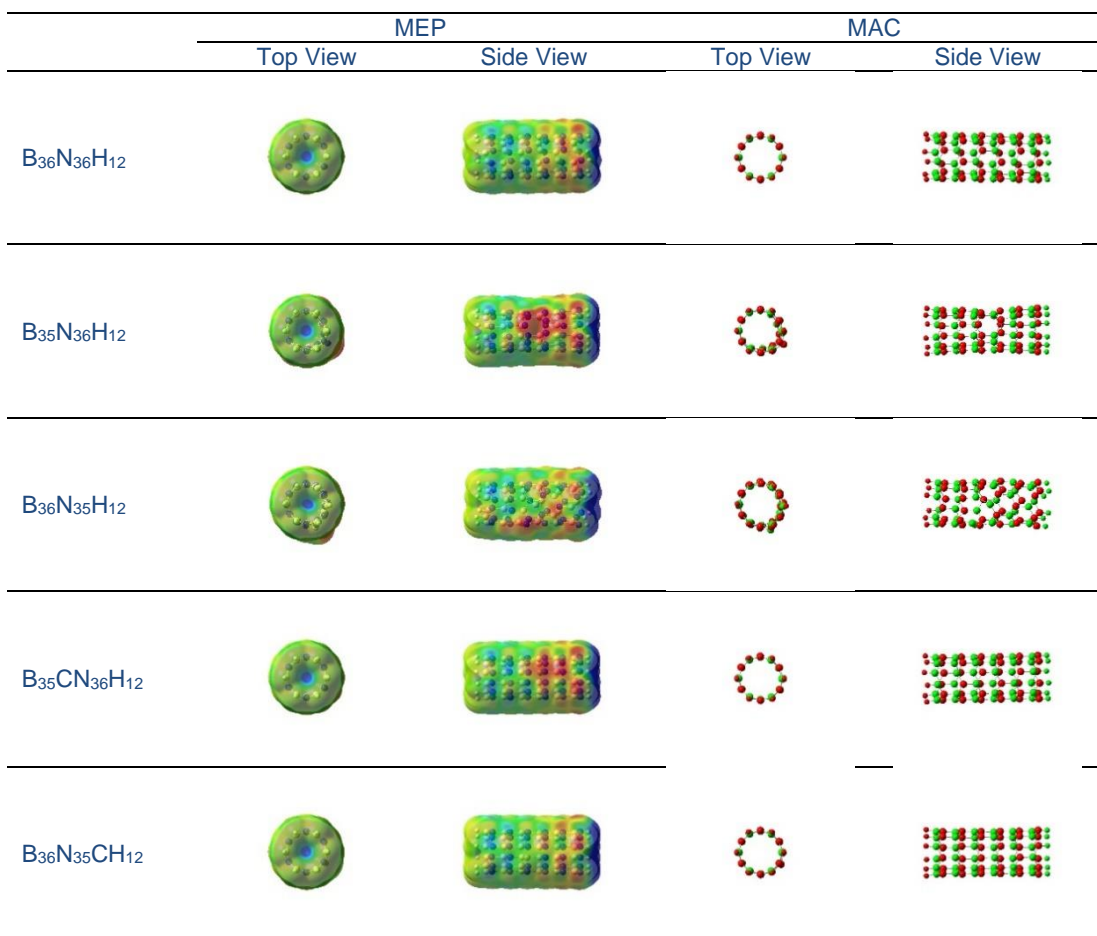 MEP MAC
Top View Side View Top View Side View
B₃₆N₃₆H₁₂
B₃₅N₃₆H₁₂
B₃₆N₃₅H₁₂
B₃₅CN₃₆H₁₂
B₃₆N₃₅CH₁₂